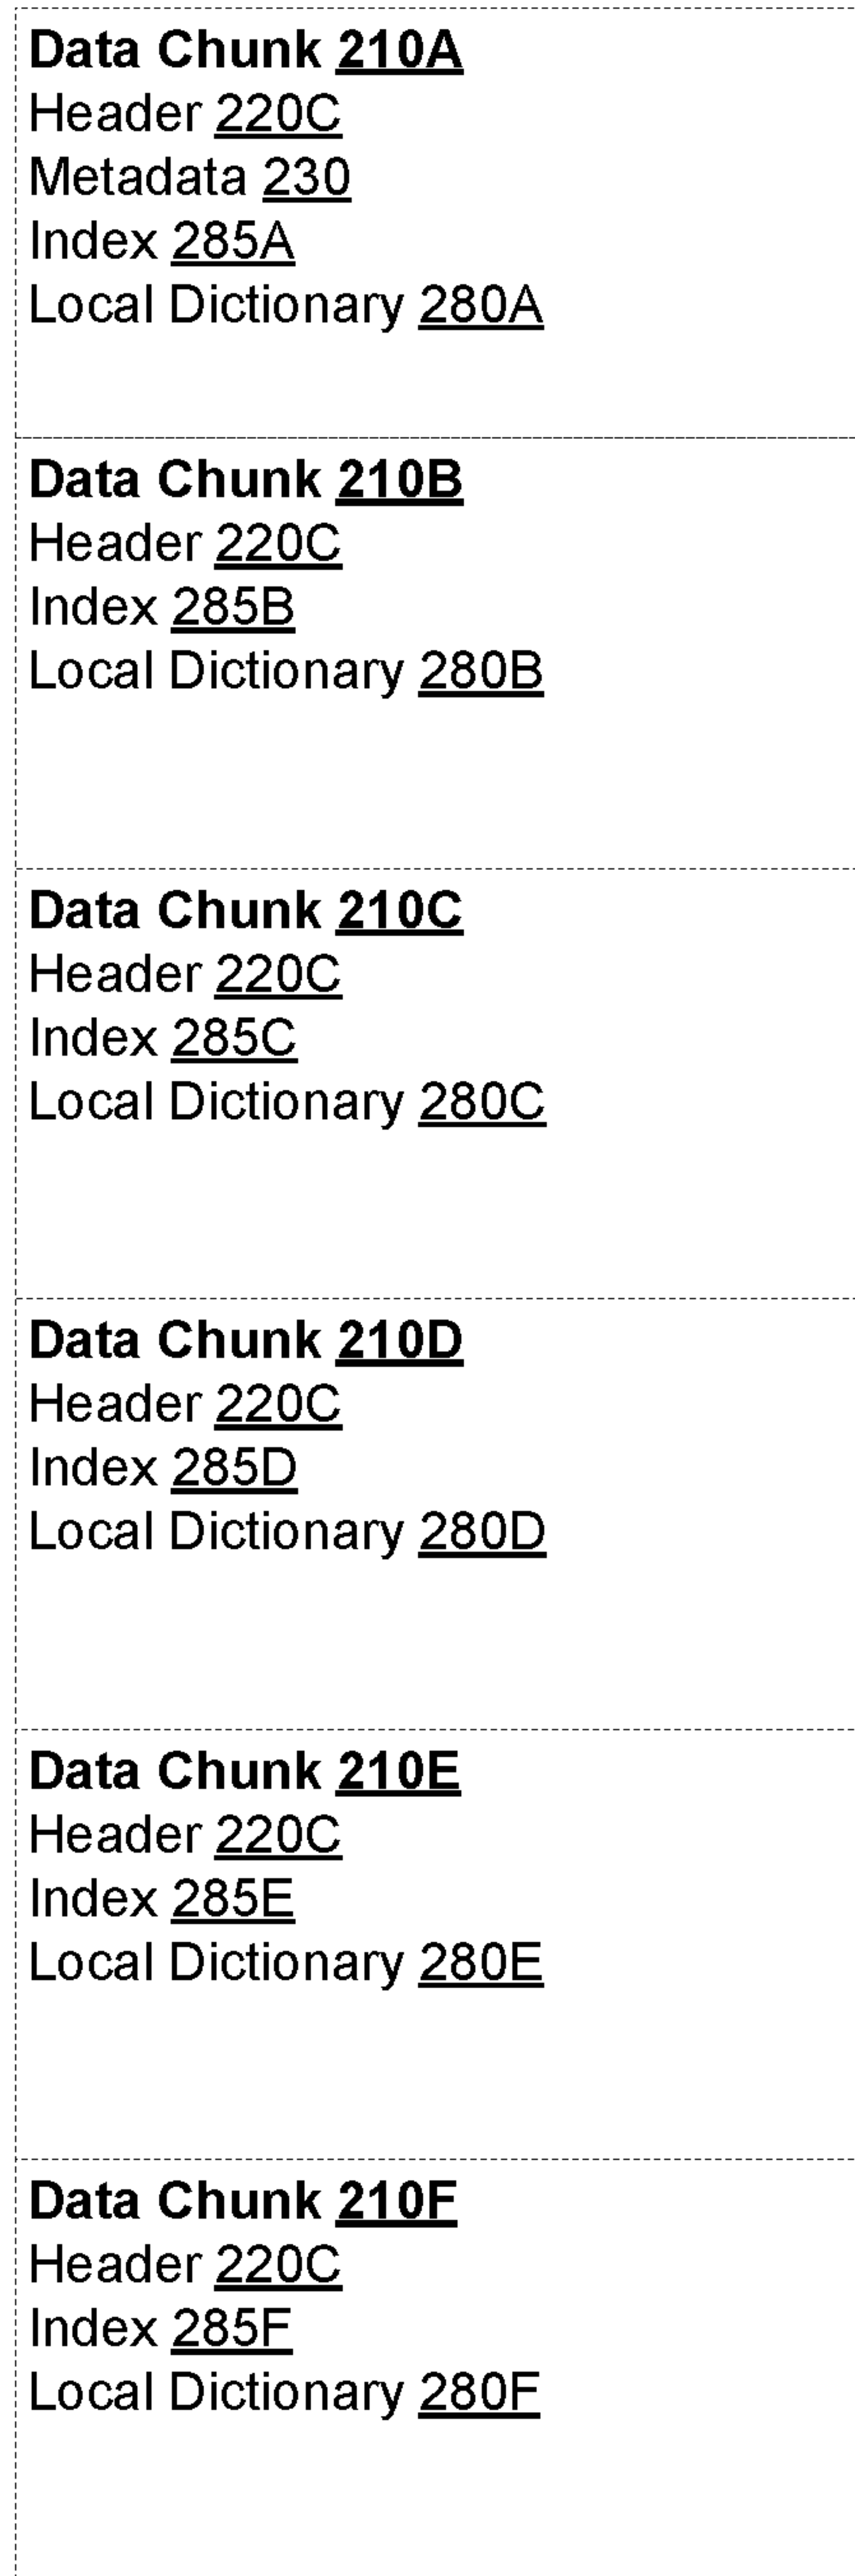 Data Chunk 210A
Header 220C
Metadata 230
Index 285A
Local Dictionary 280A
Data Chunk 210B
Header 220C
Index 285B
Local Dictionary 280B
Data Chunk 210C
Header 220C
Index 285C
Local Dictionary 280C
Data Chunk 210D
Header 220C
Index 285D
Local Dictionary 280D
Data Chunk 210E
Header 220C
Index 285E
Local Dictionary 280E
Data Chunk 210F
Header 220C
Index 285F
Local Dictionary 280F